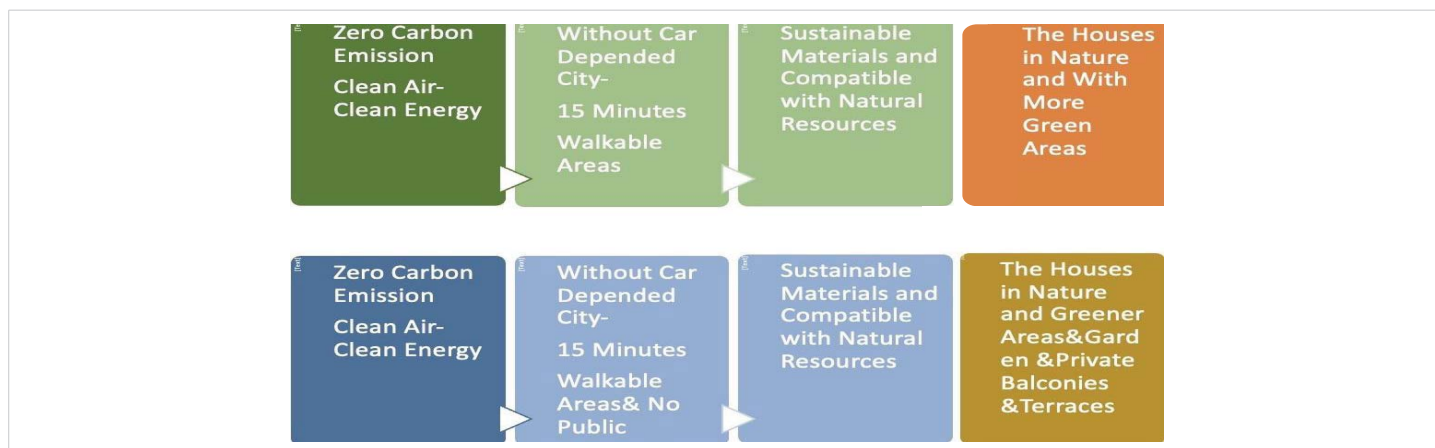 Zero Carbon
Emission
Clean Air-
Clean Energy
Without Car
Depended
City-
15 Minutes
Walkable
Areas
Sustainable
Materials and
Compatible
with Natural
Resources
The Houses
in Nature
and With
More
Green
Areas
[Text]
Zero Carbon
Emission
Clean Air-
Clean Energy
[Text]
Without Car
Depended
City-
15 Minutes
Walkable
Areas& No
Public
[Text]
Sustainable
Materials and
Compatible
with Natural
Resources
The Houses
in Nature
and Greener
Areas&Gard
en &Private
Balconies
&Terraces